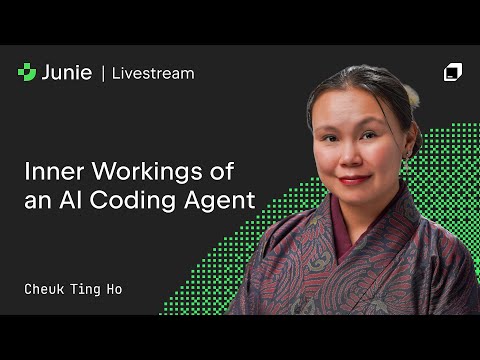 Junie | Livestream
Inner Workings of
an AI Coding Agent
Cheuk Ting Ho